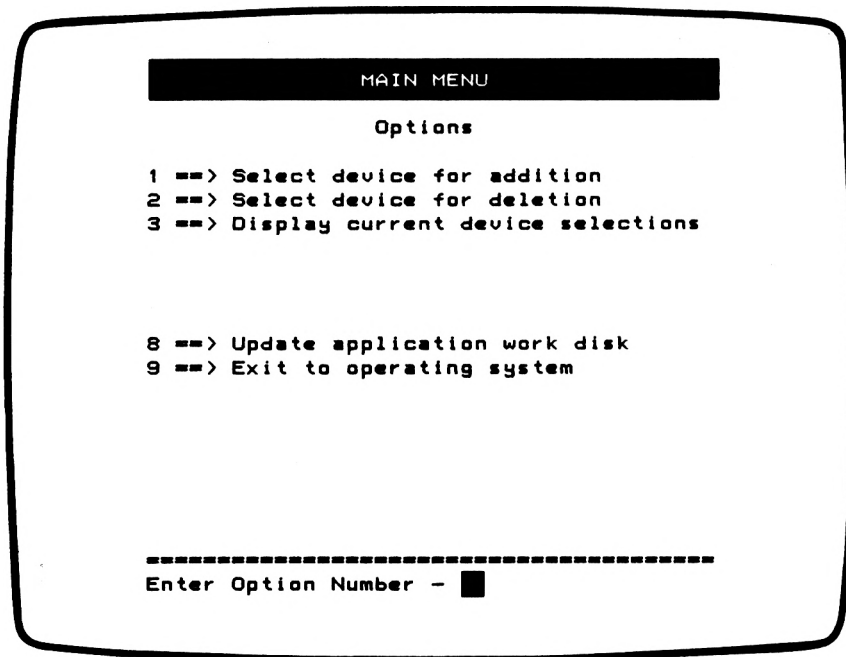 MAIN MENU
Options
1 ==> Select device for addition
2 ==> Select device for deletion
3 ==> Display current device selections
8 ==> Update application work disk
9 ==> Exit to operating system
========================================
Enter Option Number -